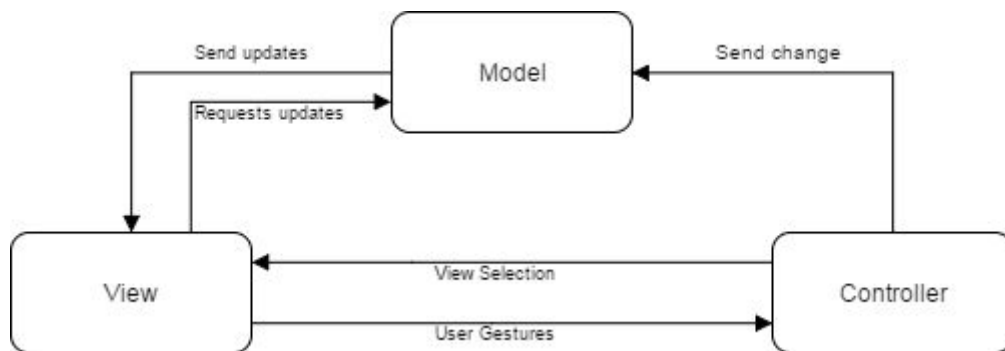 Send updates
Model
Send change
Requests updates
View
View Selection
Controller
User Gestures